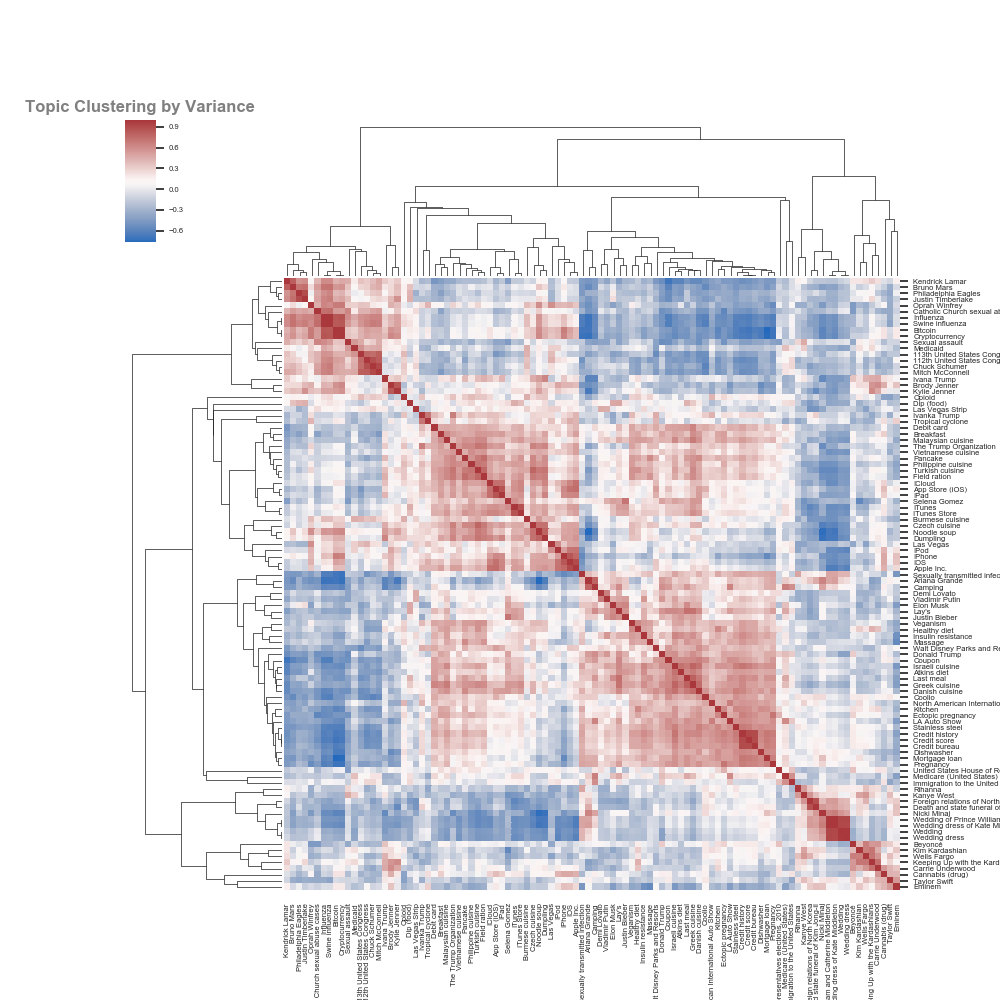 Topic Clustering by Variance
0.9
0.6
0.3
0.0
−0.3
−0.6
Kendrick Lamar
Bruno Mars
Philadelphia Eagles
Justin Timberlake
Oprah Winfrey
Catholic Church sexual ab
Influenza
Swine influenza
Bitcoin
Cryptocurrency
Sexual assault
Medicaid
113th United States Cong
112th United States Cong
Chuck Schumer
Mitch McConnell
Ivana Trump
Brody Jenner
Kylie Jenner
Opioid
Dip (food)
Las Vegas Strip
Ivanka Trump
Tropical cyclone
Debit card
Breakfast
Malaysian cuisine
The Trump Organization
Vietnamese cuisine
Pancake
Philippine cuisine
Turkish cuisine
Field ration
ICloud
App Store (iOS)
IPad
Selena Gomez
ITunes
ITunes Store
Burmese cuisine
Czech cuisine
Noodle soup
Dumpling
Las Vegas
IPod
IPhone
IOS
Apple Inc.
Sexually transmitted infec
Ariana Grande
Camping
Demi Lovato
Vladimir Putin
Elon Musk
Lay's
Justin Bieber
Veganism
Healthy diet
Insulin resistance
Massage
Walt Disney Parks and Re
Donald Trump
Coupon
Israeli cuisine
Atkins diet
Last meal
Greek cuisine
Danish cuisine
Coolio
North American Internatio
Kitchen
Ectopic pregnancy
LA Auto Show
Stainless steel
Credit history
Credit score
Credit bureau
Dishwasher
Mortgage loan
Pregnancy
United States House of Re
Medicare (United States)
Immigration to the United
Rihanna
Kanye West
Foreign relations of North
Death and state funeral of
Nicki Minaj
Wedding of Prince William
Wedding dress of Kate Mi
Wedding
Wedding dress
Beyoncé
Kim Kardashian
Wells Fargo
Keeping Up with the Kard
Carrie Underwood
Cannabis (drug)
Taylor Swift
Eminem
Kendrick Lamar
Bruno Mars
Philadelphia Eagles
Justin Timberlake
Oprah Winfrey
Church sexual abuse cases
Influenza
Swine influenza
Bitcoin
Cryptocurrency
Sexual assault
Medicaid
13th United States Congress
12th United States Congress
Chuck Schumer
Mitch McConnell
Ivana Trump
Brody Jenner
Kylie Jenner
Opioid
Dip (food)
Las Vegas Strip
Ivanka Trump
Tropical cyclone
Debit card
Breakfast
Malaysian cuisine
The Trump Organization
Vietnamese cuisine
Pancake
Philippine cuisine
Turkish cuisine
Field ration
ICloud
App Store (iOS)
IPad
Selena Gomez
ITunes
ITunes Store
Burmese cuisine
Czech cuisine
Noodle soup
Dumpling
Las Vegas
IPod
IPhone
IOS
Apple Inc.
exually transmitted infection
Ariana Grande
Camping
Demi Lovato
Vladimir Putin
Elon Musk
Lay's
Justin Bieber
Veganism
Healthy diet
Insulin resistance
Massage
lt Disney Parks and Resorts
Donald Trump
Coupon
Israeli cuisine
Atkins diet
Last meal
Greek cuisine
Danish cuisine
Coolio
can International Auto Show
Kitchen
Ectopic pregnancy
LA Auto Show
Stainless steel
Credit history
Credit score
Credit bureau
Dishwasher
Mortgage loan
Pregnancy
resentatives elections, 2010
Medicare (United States)
igration to the United States
Rihanna
Kanye West
eign relations of North Korea
d state funeral of Kim Jong-il
Nicki Minaj
am and Catherine Middleton
ding dress of Kate Middleton
Wedding
Wedding dress
Beyoncé
Kim Kardashian
Wells Fargo
ing Up with the Kardashians
Carrie Underwood
Cannabis (drug)
Taylor Swift
Eminem